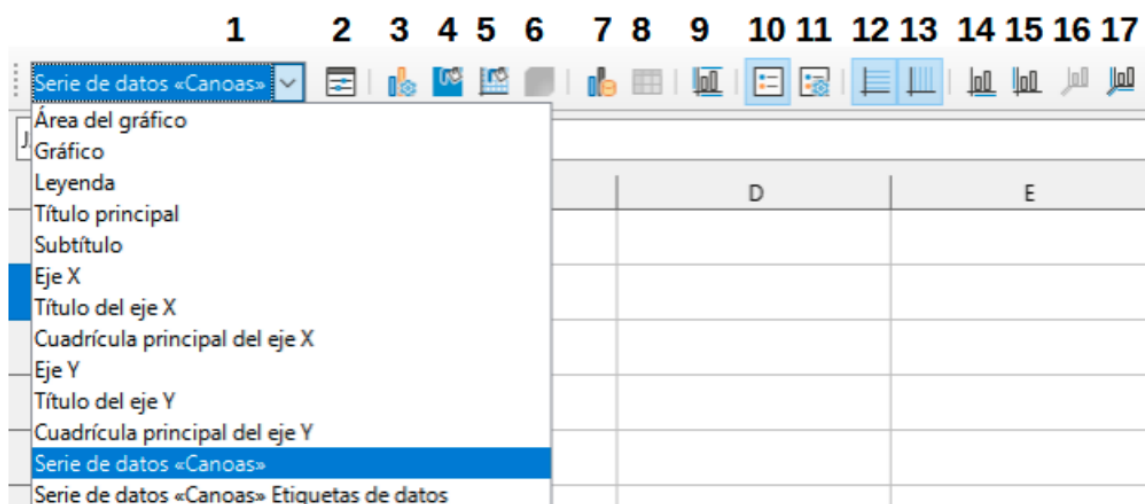 1 2 3 4 5 6 7 8 9 10 11 12 13 14 15 16 17
Serie de datos «Canoas»
Área del gráfico
J
Gráfico
Leyenda
D E
Título principal
Subtítulo
Eje X
Título del eje X
Cuadrícula principal del eje X
Eje Y
Título del eje Y
Cuadrícula principal del eje Y
Serie de datos «Canoas»
Serie de datos «Canoas» Etiquetas de datos